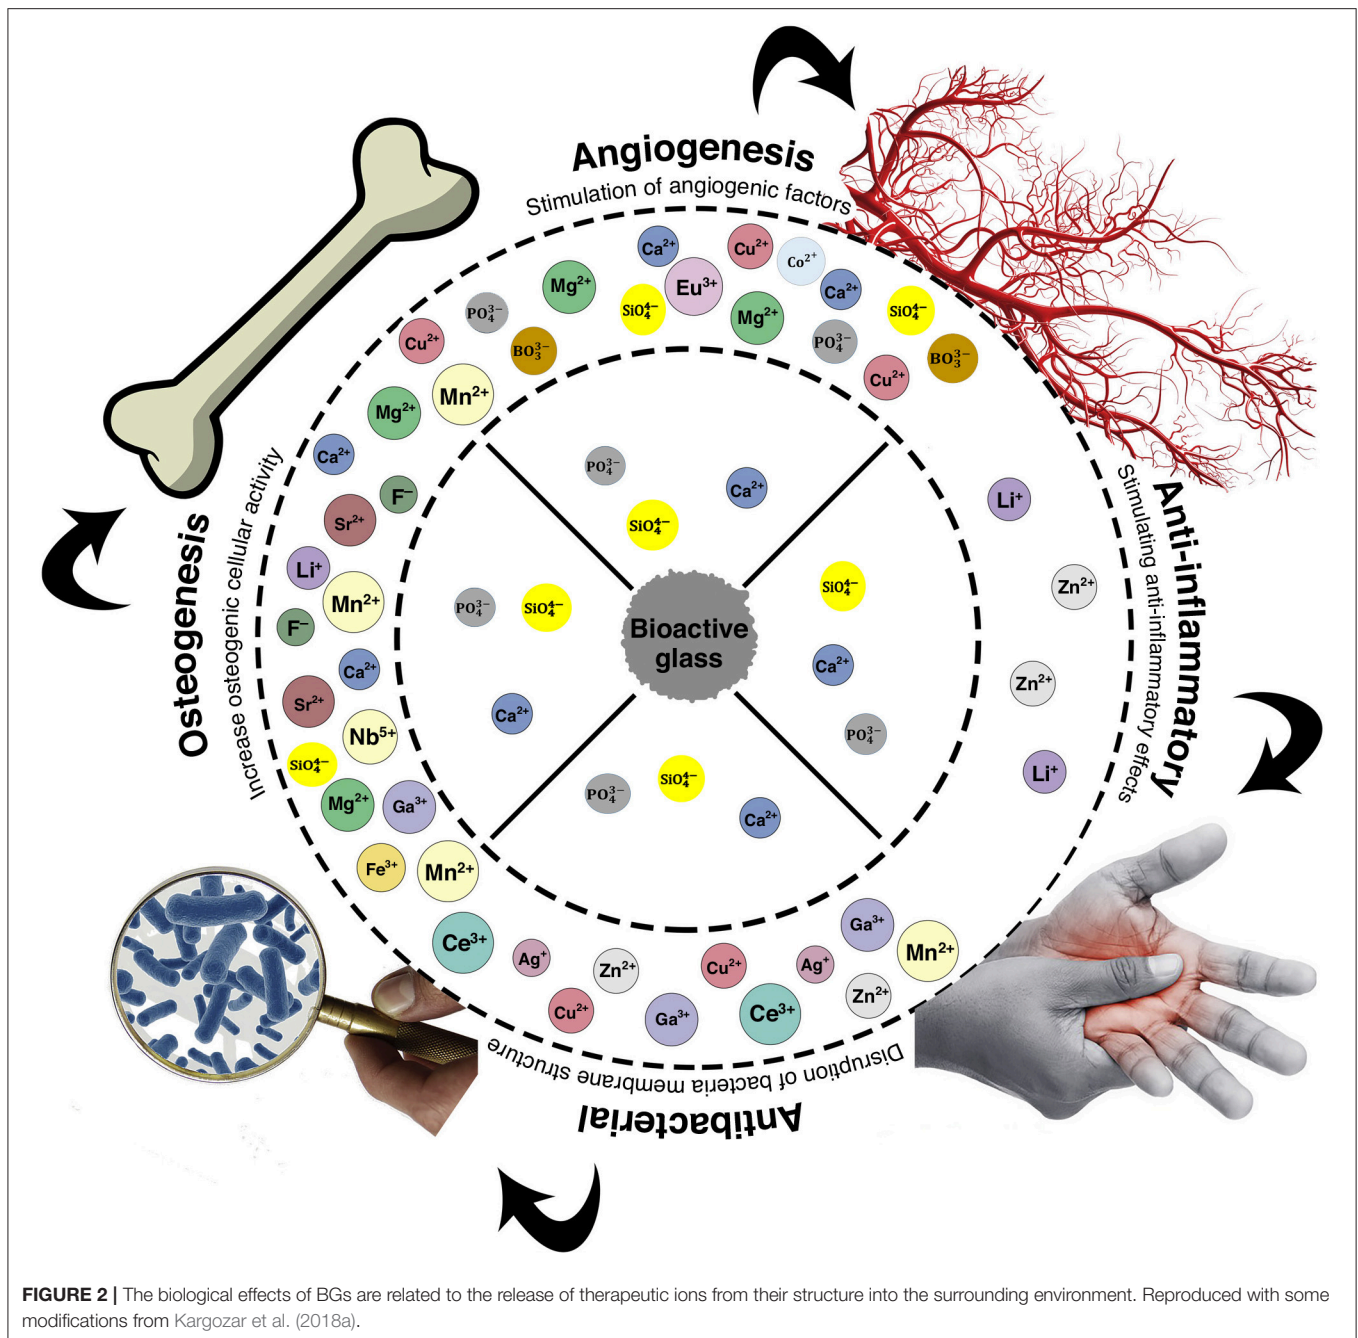 Angiogenesis
Stimulation of angiogenic factors
Ca²⁺
Cu²⁺
Co²⁺
Mg²⁺
Eu³⁺
Ca²⁺
SiO₄⁴⁻
Mg²⁺
SiO₄⁴⁻
PO₄³⁻
Cu²⁺
BO₃³⁻
PO₄³⁻
BO₃³⁻
Cu²⁺
Mn²⁺
Mg²⁺
Ca²⁺
F⁻
Sr²⁺
Li⁺
Mn²⁺
F⁻
Ca²⁺
Sr²⁺
Nb⁵⁺
SiO₄⁴⁻
Mg²⁺
Ga³⁺
Fe³⁺
Mn²⁺
Osteogenesis
Increase osteogenic cellular activity
PO₄³⁻
Ca²⁺
SiO₄⁴⁻
PO₄³⁻
SiO₄⁴⁻
Ca²⁺
Bioactive
glass
SiO₄⁴⁻
Ca²⁺
PO₄³⁻
PO₄³⁻
SiO₄⁴⁻
Ca²⁺
Li⁺
Zn²⁺
Zn²⁺
Li⁺
Anti-inflammatory
Stimulating anti-inflammatory effects
Ce³⁺
Ag⁺
Zn²⁺
Cu²⁺
Ga³⁺
Cu²⁺
Ce³⁺
Ag⁺
Ga³⁺
Zn²⁺
Mn²⁺
Disruption of bacteria membrane structure
Antibacterial
FIGURE 2 | The biological effects of BGs are related to the release of therapeutic ions from their structure into the surrounding environment. Reproduced with some
modifications from Kargozar et al. (2018a).